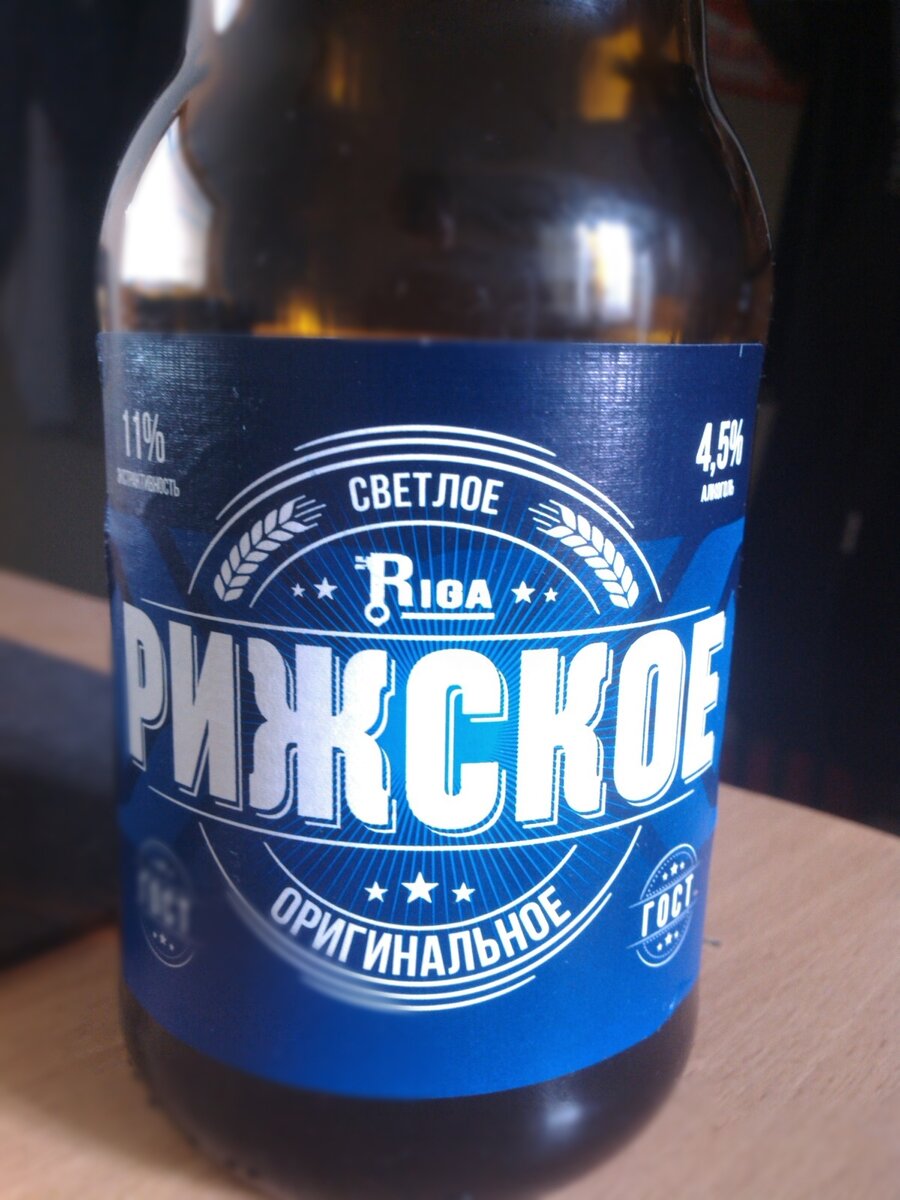 11%
ЭКСТРАКТИВНОСТЬ
4,5%
АЛКОГОЛЬ
СВЕТЛОЕ
RIGA
РИЖСКОЕ
ОРИГИНАЛЬНОЕ
ГОСТ
ГОСТ